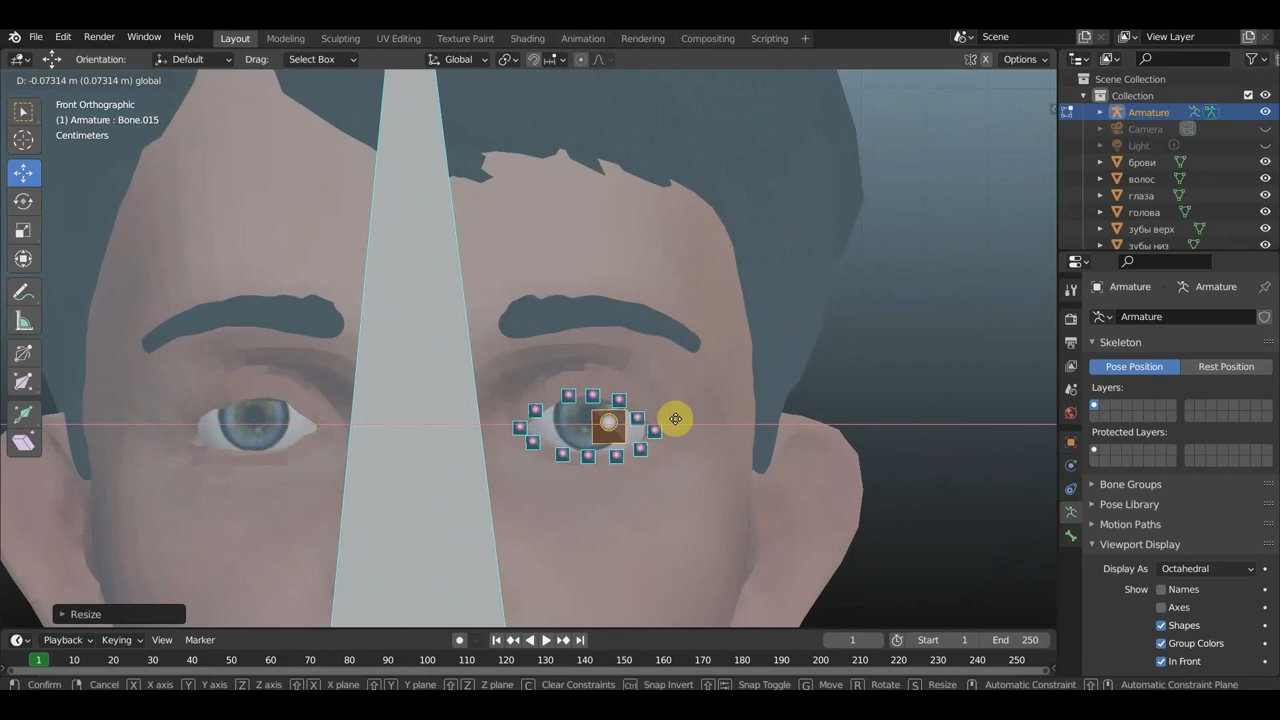 File Edit Render Window Help Layout Modeling Sculpting UV Editing Texture Paint Shading Animation Rendering Compositing Scripting + Scene View Layer
Orientation: Default Drag: Select Box Global X Options
D: -0.07314 m (0.07314 m) global
Front Orthographic
(1) Armature : Bone.015
Centimeters
Scene Collection
Collection
Armature
Camera
Light
брови
волос
глаза
голова
зубы верх
зубы низ
Armature Armature
Armature
Skeleton
Pose Position Rest Position
Layers:
Protected Layers:
Bone Groups
Pose Library
Motion Paths
Viewport Display
Display As Octahedral
Show Names
Axes
Shapes
Group Colors
In Front
Resize
Playback Keying View Marker 1 Start 1 End 250
1 10 20 30 40 50 60 70 80 90 100 110 120 130 140 150 160 170 180 190 200 210 220 230 240 250
Confirm Cancel X X axis Y Y axis Z Z axis X X plane Y Y plane Z Z plane C Clear Constraints Ctrl Snap Invert Snap Toggle G Move R Rotate S Resize Automatic Constraint Automatic Constraint Plane